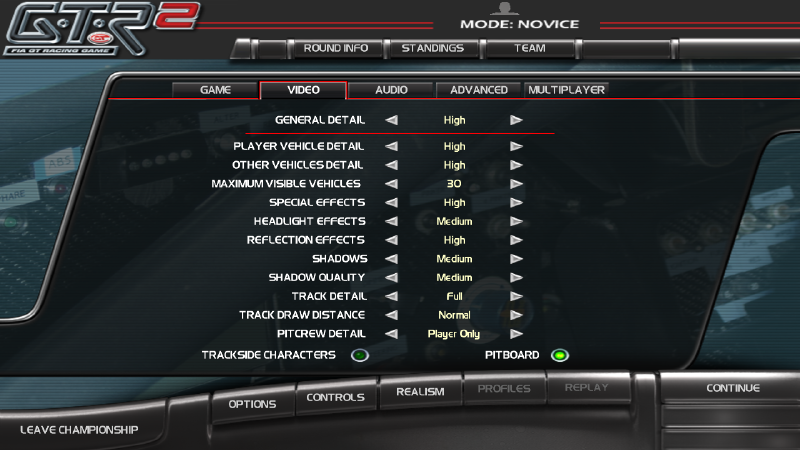 GTR2
FIA GT RACING GAME
MODE: NOVICE
ROUND INFO STANDINGS TEAM
GAME VIDEO AUDIO ADVANCED MULTIPLAYER
GENERAL DETAIL High
PLAYER VEHICLE DETAIL High
OTHER VEHICLES DETAIL High
MAXIMUM VISIBLE VEHICLES 30
SPECIAL EFFECTS High
HEADLIGHT EFFECTS Medium
REFLECTION EFFECTS High
SHADOWS Medium
SHADOW QUALITY Medium
TRACK DETAIL Full
TRACK DRAW DISTANCE Normal
PITCREW DETAIL Player Only
TRACKSIDE CHARACTERS PITBOARD
ABS
LEAVE CHAMPIONSHIP OPTIONS CONTROLS REALISM PROFILES REPLAY CONTINUE